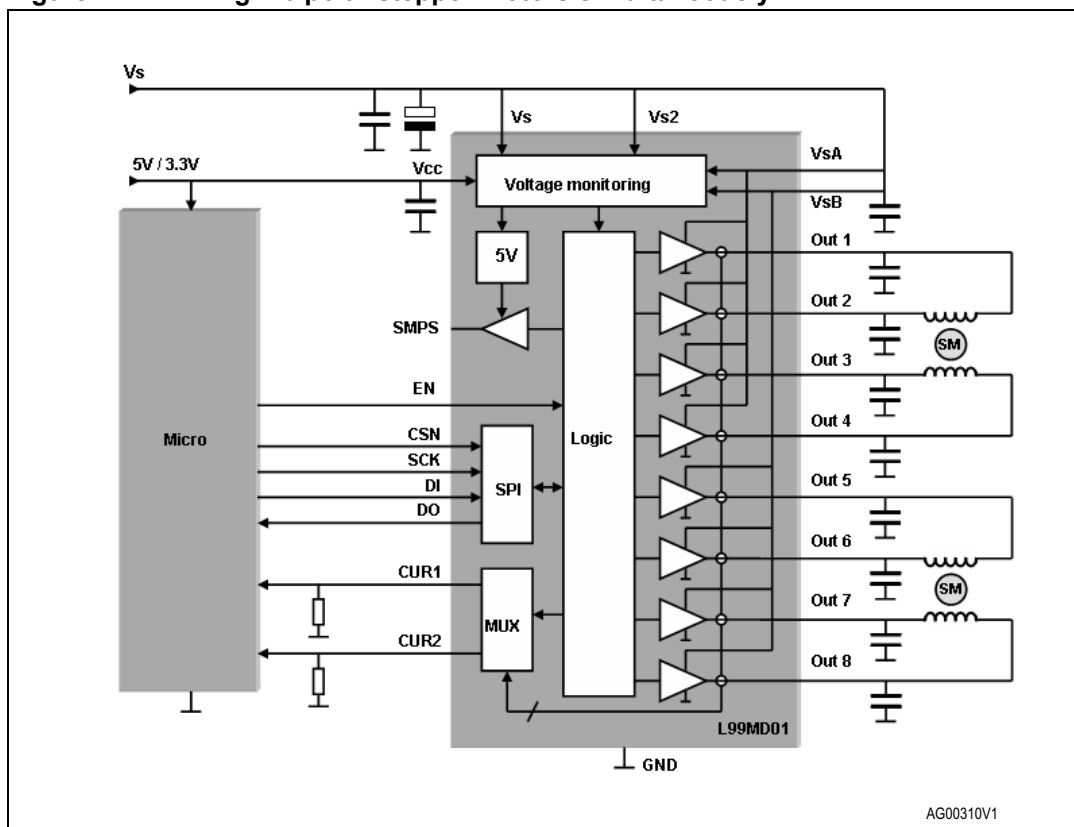 Vs
Vs
Vs2
VsA
5V / 3.3V
Vcc
Voltage monitoring
VsB
Out 1
5V
Out 2
SMPS
SM
Out 3
EN
Micro
CSN
Logic
Out 4
SCK
DI
SPI
Out 5
DO
Out 6
CUR1
SM
Out 7
MUX
CUR2
Out 8
L99MD01
GND
AG00310V1